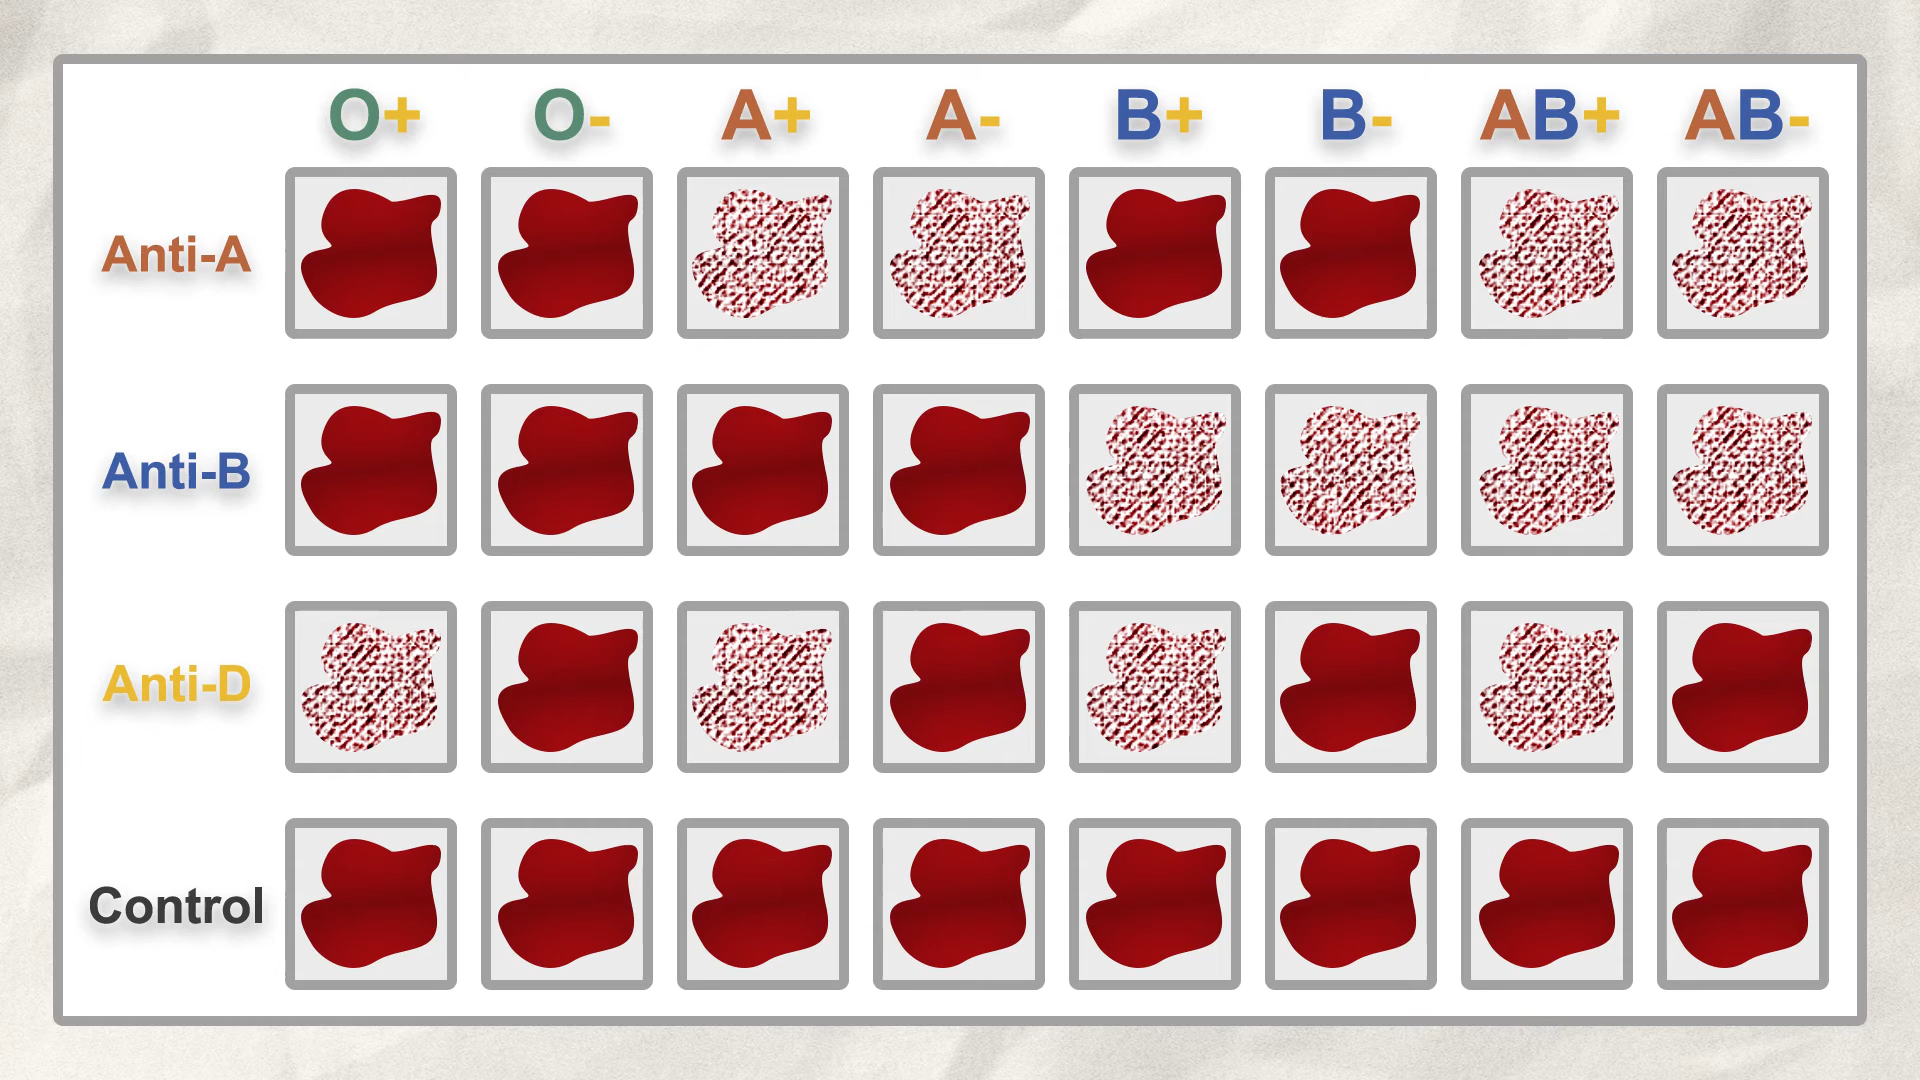 O+ O- A+ A- B+ B- AB+ AB-
Anti-A
Anti-B
Anti-D
Control